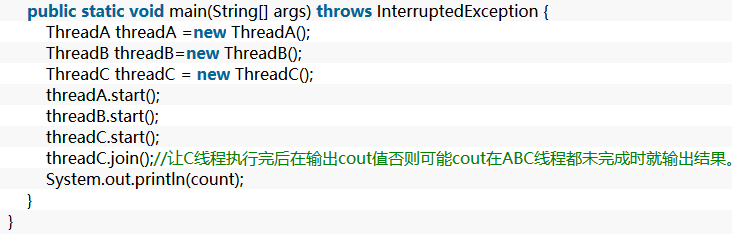 public static void main(String[] args) throws InterruptedException {
ThreadA threadA =new ThreadA();
ThreadB threadB=new ThreadB();
ThreadC threadC = new ThreadC();
threadA.start();
threadB.start();
threadC.start();
threadC.join();//让C线程执行完后在输出cout值否则可能cout在ABC线程都未完成时就输出结果。
System.out.println(count);
}
}